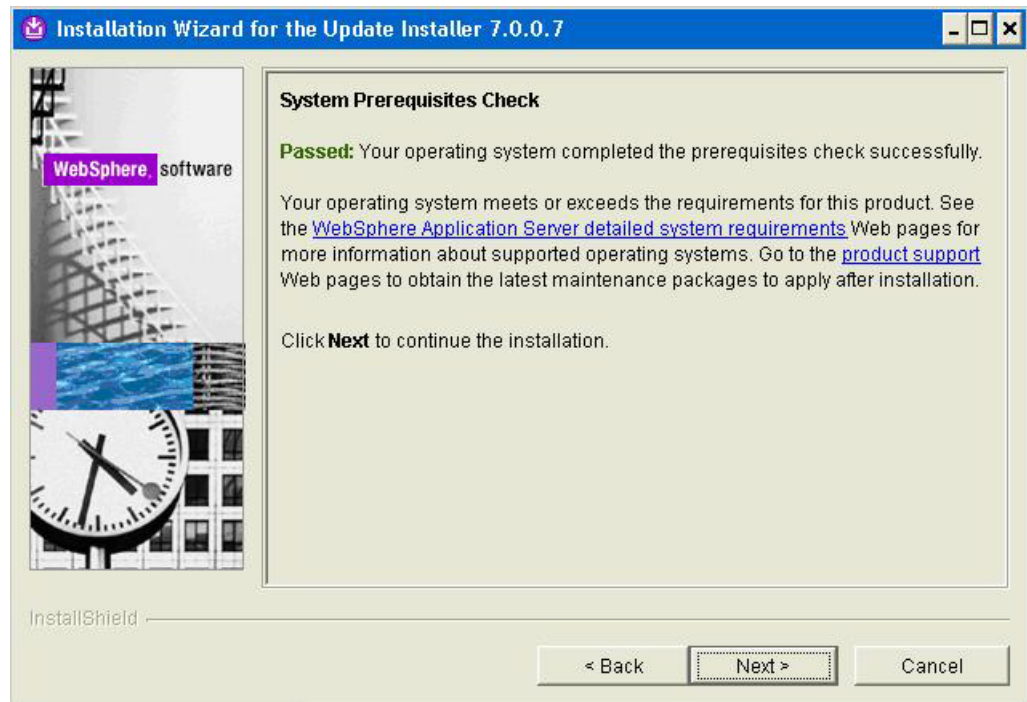 Installation Wizard for the Update Installer 7.0.0.7
WebSphere. software
System Prerequisites Check
Passed: Your operating system completed the prerequisites check successfully.
Your operating system meets or exceeds the requirements for this product. See
the WebSphere Application Server detailed system requirements Web pages for
more information about supported operating systems. Go to the product support
Web pages to obtain the latest maintenance packages to apply after installation.
Click Next to continue the installation.
InstallShield
< Back
Next >
Cancel